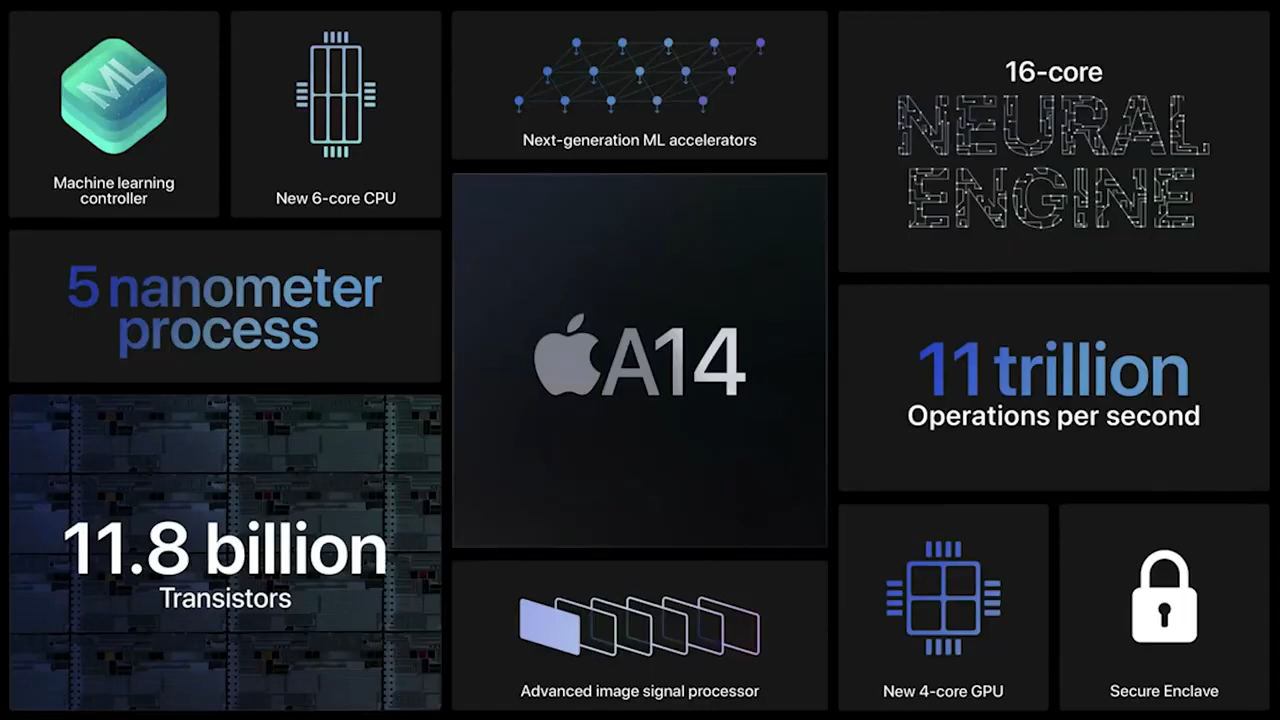 ML
Machine learning
controller
New 6-core CPU
Next-generation ML accelerators
16-core
NEURAL
ENGINE
5 nanometer
process
A14
11 trillion
Operations per second
11.8 billion
Transistors
Advanced image signal processor
New 4-core GPU
Secure Enclave